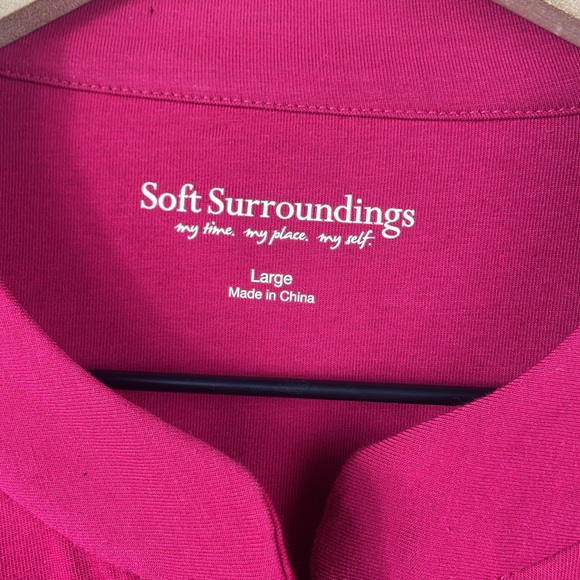 Soft Surroundings
my time. my place. my self.
Large
Made in China